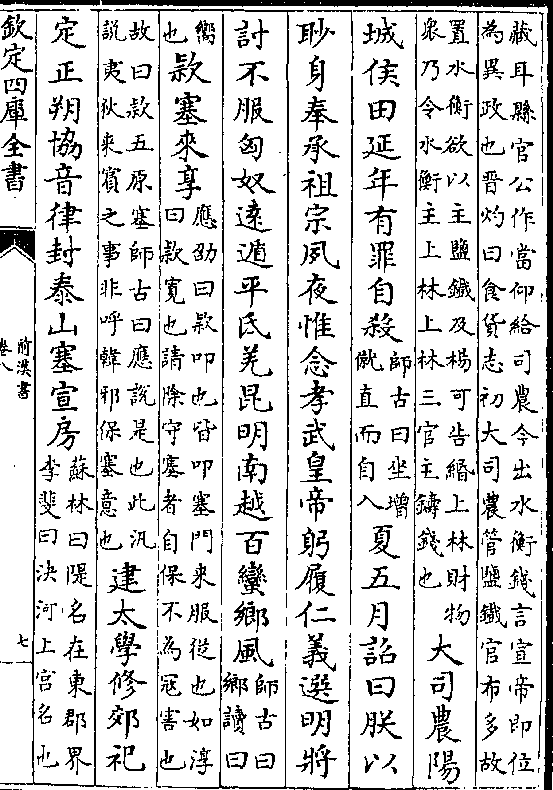 藏耳縣官公作當仰給司農今出水衡錢言宣帝即位
為異政也晉灼曰食貨志初大司農管鹽鐵官布多故
置水衡欲以主鹽鐵及楊可告緡上林財物
衆乃令水衡主上林上林三官主鑄錢也
大司農陽
城侯田延年有罪自殺
師古曰坐增
僦直而自入
夏五月詔曰朕以
眇身奉承祖宗夙夜惟念孝武皇帝躬履仁義選明將
討不服匈奴遠遁平氐羌昆明南越百蠻鄉風
師古曰
鄉讀曰
嚮
也
欵塞來享
應劭曰欵叩也皆叩塞門來服從也如淳
曰欵寛也請除守塞者自保不為冦害也
故曰欵五原塞師古曰應說是也此汎
說夷狄來賓之事非呼韓邪保塞意也
建太學修郊祀
定正朔協音律封泰山塞宣房
蘇林曰隄名在東郡界
李斐曰決河上宫名也
欽定四庫全書
前漢書
卷八
七